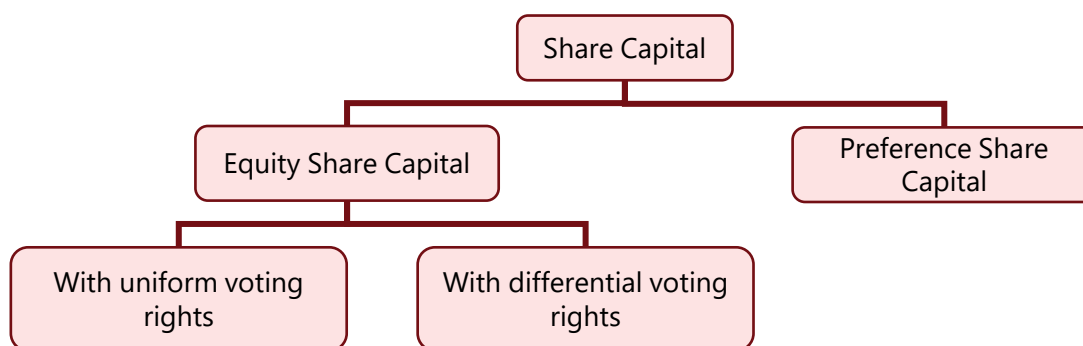 Share Capital
Equity Share Capital
Preference Share
Capital
With uniform voting
rights
With differential voting
rights